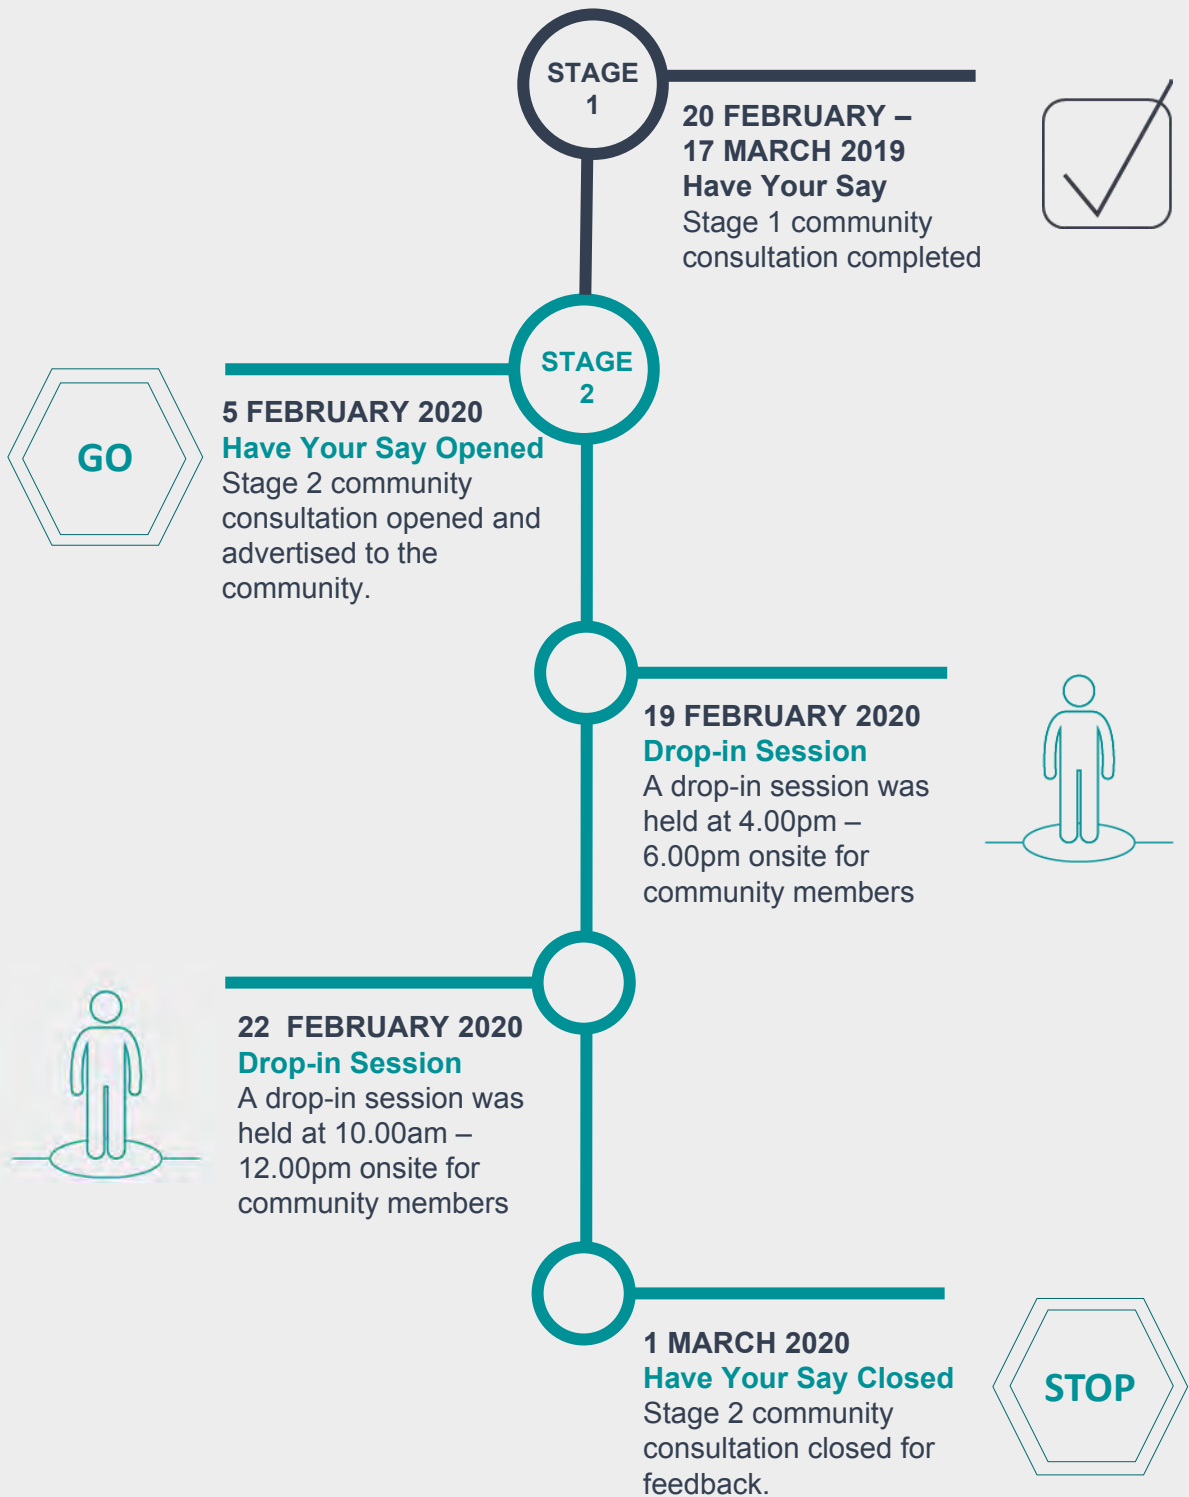 STAGE
1
20 FEBRUARY –
17 MARCH 2019
Have Your Say
Stage 1 community
consultation completed
STAGE
2
GO
5 FEBRUARY 2020
Have Your Say Opened
Stage 2 community
consultation opened and
advertised to the
community.
19 FEBRUARY 2020
Drop-in Session
A drop-in session was
held at 4.00pm –
6.00pm onsite for
community members
22  FEBRUARY 2020
Drop-in Session
A drop-in session was
held at 10.00am –
12.00pm onsite for
community members
1 MARCH 2020
Have Your Say Closed
Stage 2 community
consultation closed for
feedback.
STOP